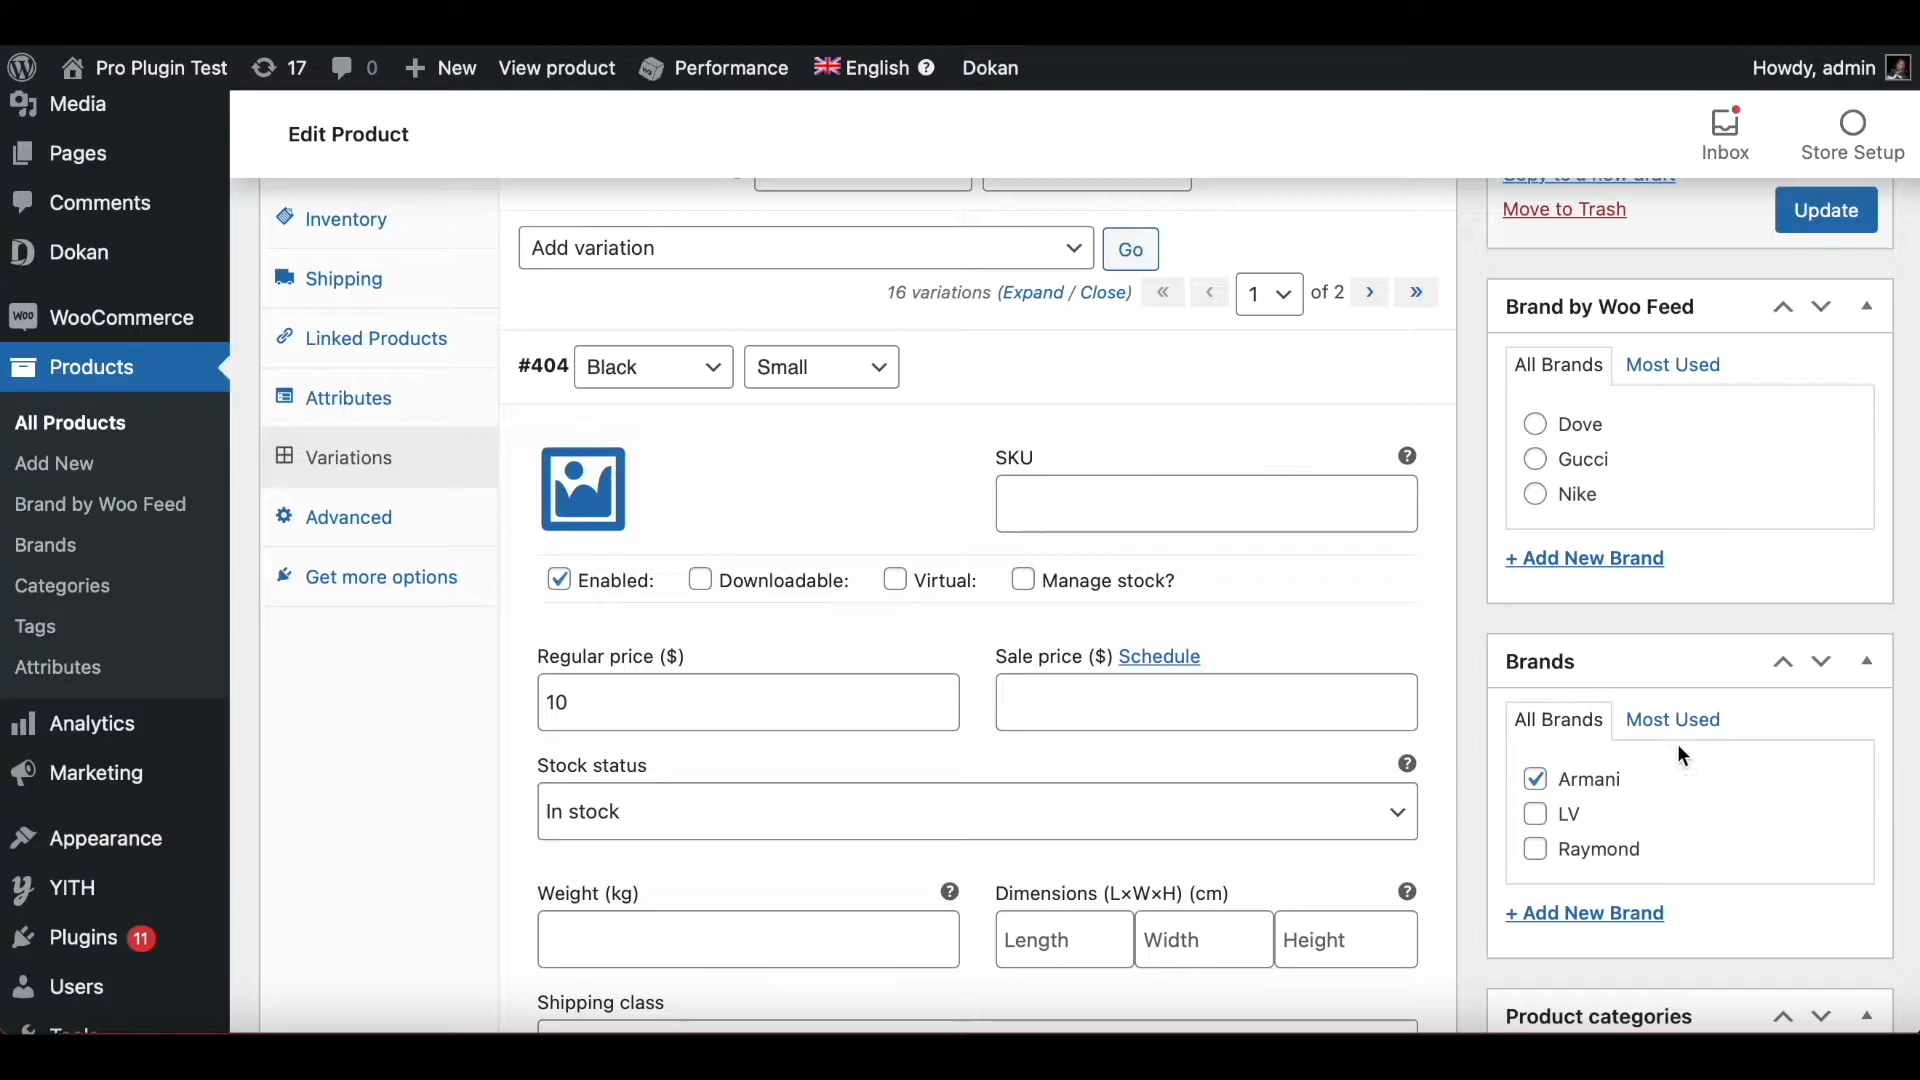 Pro Plugin Test 17 0 New View product Performance English Dokan Howdy, admin
Media
Pages
Comments
Dokan
WOO WooCommerce
Products
All Products
Add New
Brand by Woo Feed
Brands
Categories
Tags
Attributes
Analytics
Marketing
Appearance
YITH
Plugins 11
Users
Edit Product
Inbox
Store Setup
Inventory
Shipping
Linked Products
Attributes
Variations
Advanced
Get more options
Add variation Go
16 variations (Expand / Close) « ‹ 1 of 2 › »
#404 Black Small
SKU
Enabled: Downloadable: Virtual: Manage stock?
Regular price ($) Sale price ($) Schedule
10
Stock status
In stock
Weight (kg) Dimensions (L×W×H) (cm)
Length Width Height
Shipping class
Copy to a new draft
Move to Trash Update
Brand by Woo Feed
All Brands Most Used
Dove
Gucci
Nike
+ Add New Brand
Brands
All Brands Most Used
Armani
LV
Raymond
+ Add New Brand
Product categories